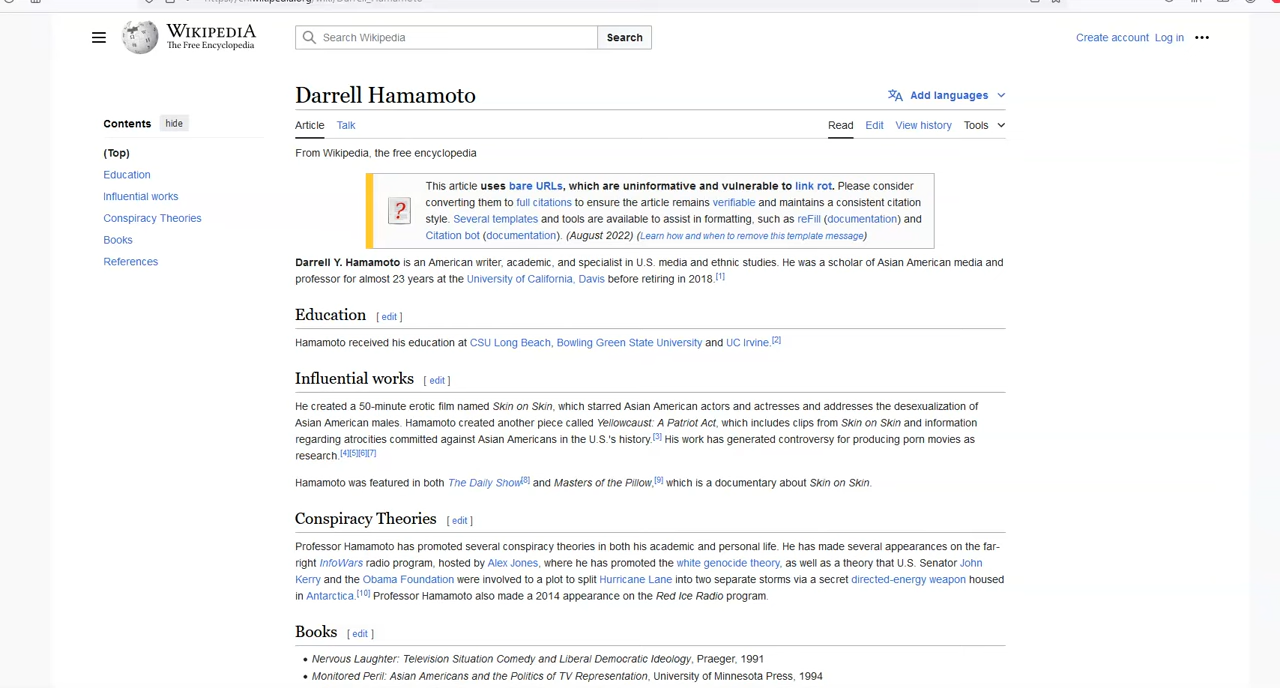 WIKIPEDIA
The Free Encyclopedia
Search Wikipedia
Search
Create account Log in
Darrell Hamamoto
Add languages
Contents hide
Article Talk
Read Edit View history Tools
(Top)
Education
Influential works
Conspiracy Theories
Books
References
From Wikipedia, the free encyclopedia
This article uses bare URLs, which are uninformative and vulnerable to link rot. Please consider
converting them to full citations to ensure the article remains verifiable and maintains a consistent citation
style. Several templates and tools are available to assist in formatting, such as reFill (documentation) and
Citation bot (documentation). (August 2022) (Learn how and when to remove this template message)
Darrell Y. Hamamoto is an American writer, academic, and specialist in U.S. media and ethnic studies. He was a scholar of Asian American media and
professor for almost 23 years at the University of California, Davis before retiring in 2018.[1]
Education [ edit ]
Hamamoto received his education at CSU Long Beach, Bowling Green State University and UC Irvine.[2]
Influential works [ edit ]
He created a 50-minute erotic film named Skin on Skin, which starred Asian American actors and actresses and addresses the desexualization of
Asian American males. Hamamoto created another piece called Yellowcaust: A Patriot Act, which includes clips from Skin on Skin and information
regarding atrocities committed against Asian Americans in the U.S.'s history.[3] His work has generated controversy for producing porn movies as
research.[4][5][6][7]
Hamamoto was featured in both The Daily Show[8] and Masters of the Pillow,[9] which is a documentary about Skin on Skin.
Conspiracy Theories [ edit ]
Professor Hamamoto has promoted several conspiracy theories in both his academic and personal life. He has made several appearances on the far-
right InfoWars radio program, hosted by Alex Jones, where he has promoted the white genocide theory, as well as a theory that U.S. Senator John
Kerry and the Obama Foundation were involved to a plot to split Hurricane Lane into two separate storms via a secret directed-energy weapon housed
in Antarctica.[10] Professor Hamamoto also made a 2014 appearance on the Red Ice Radio program.
Books [ edit ]
• Nervous Laughter: Television Situation Comedy and Liberal Democratic Ideology, Praeger, 1991
• Monitored Peril: Asian Americans and the Politics of TV Representation, University of Minnesota Press, 1994